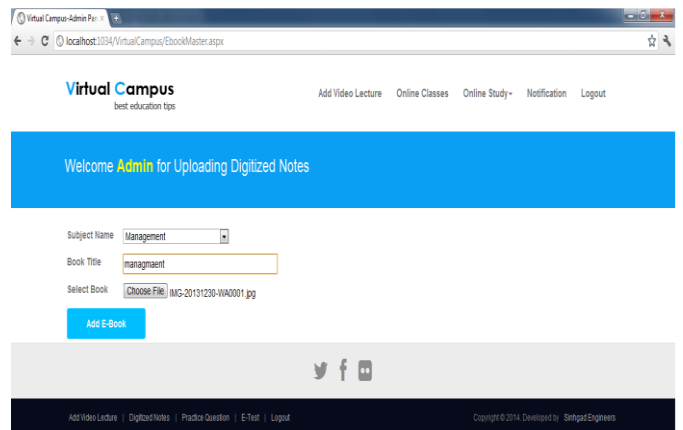 Virtual Campus-Admin Pan
localhost:1034/VirtualCampus/EbookMaster.aspx
Virtual Campus
best education tips
Add Video Lecture Online Classes Online Study Notification Logout
Welcome Admin for Uploading Digitized Notes
Subject Name Management
Book Title managmaent
Select Book Choose File IMG-20131230-WA0001.jpg
Add E-Book
Add Video Lecture | Digitized Notes | Practice Question | E-Test | Logout Copyright © 2014. Developed by Sinhgad Engineers